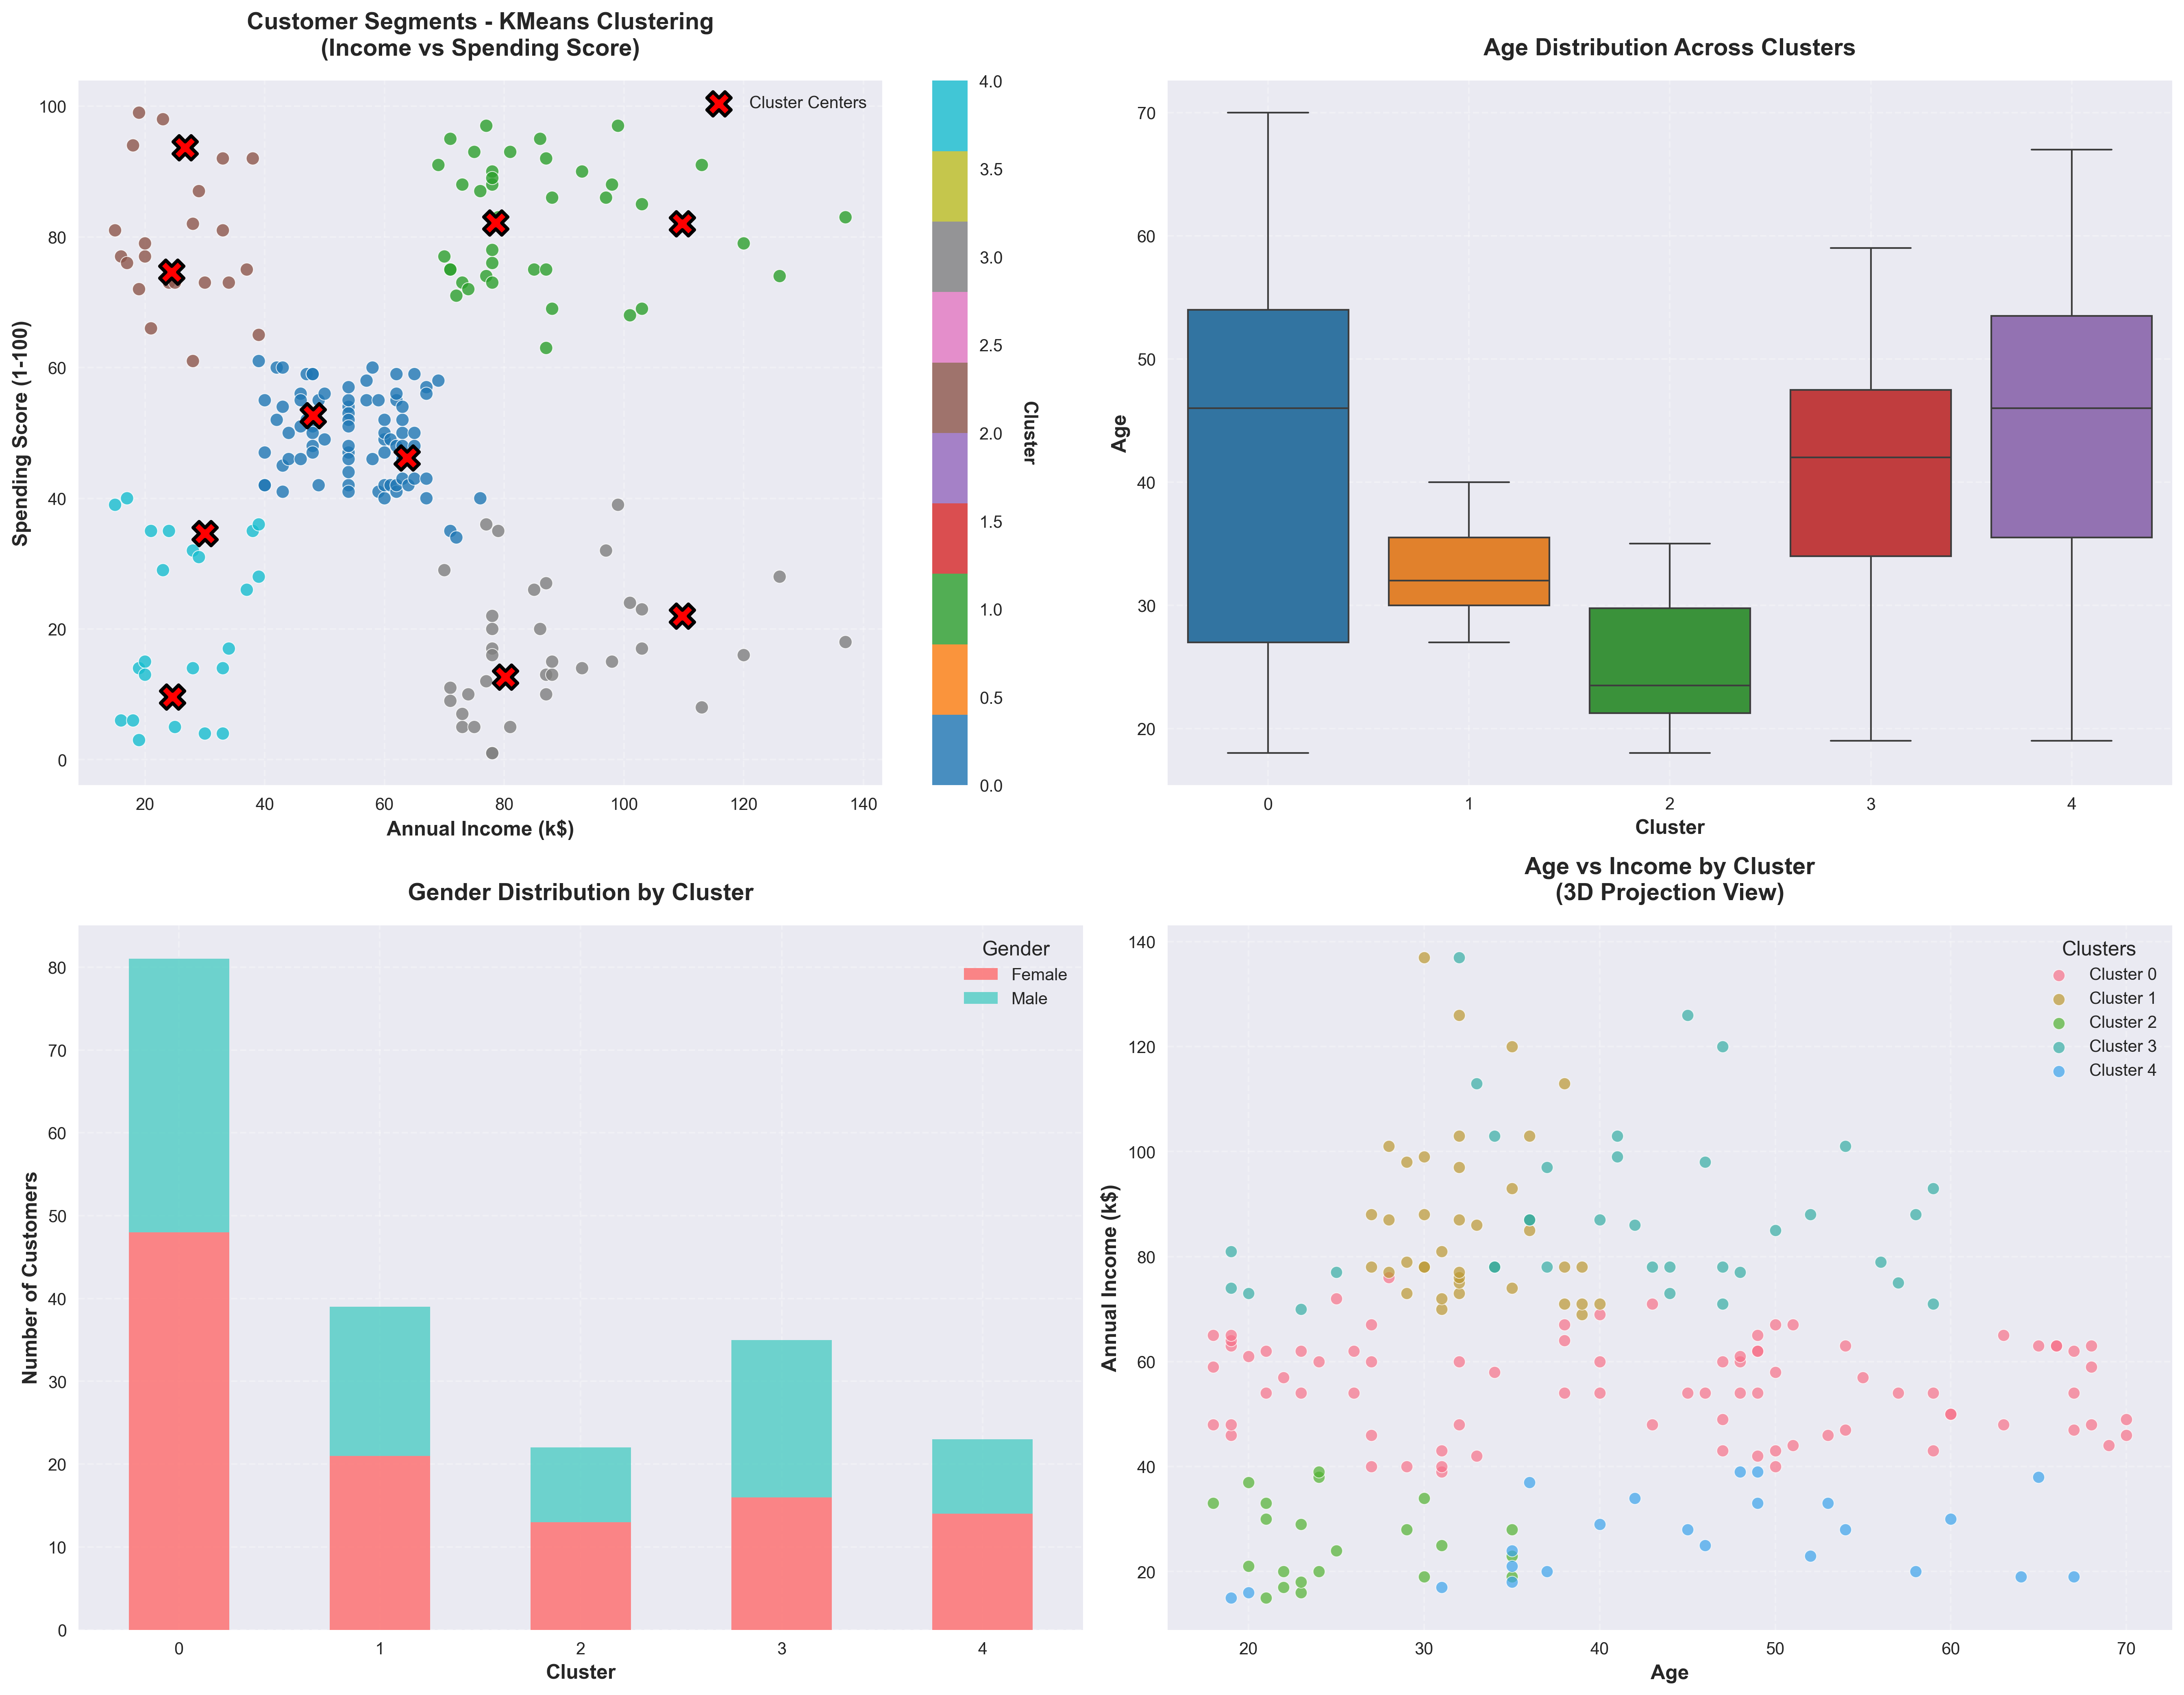 Customer Segments - KMeans Clustering
(Income vs Spending Score)
Cluster Centers
100
80
60
40
20
0
Spending Score (1-100)
20
40
60
80
100
120
140
Annual Income (k$)
4.0
3.5
3.0
2.5
2.0
1.5
1.0
0.5
0.0
Cluster
Age Distribution Across Clusters
70
60
50
40
30
20
Age
0
1
2
3
4
Cluster
Gender Distribution by Cluster
Gender
Female
Male
80
70
60
50
40
30
20
10
0
Number of Customers
0
1
2
3
4
Cluster
Age vs Income by Cluster
(3D Projection View)
Clusters
Cluster 0
Cluster 1
Cluster 2
Cluster 3
Cluster 4
140
120
100
80
60
40
20
Annual Income (k$)
20
30
40
50
60
70
Age